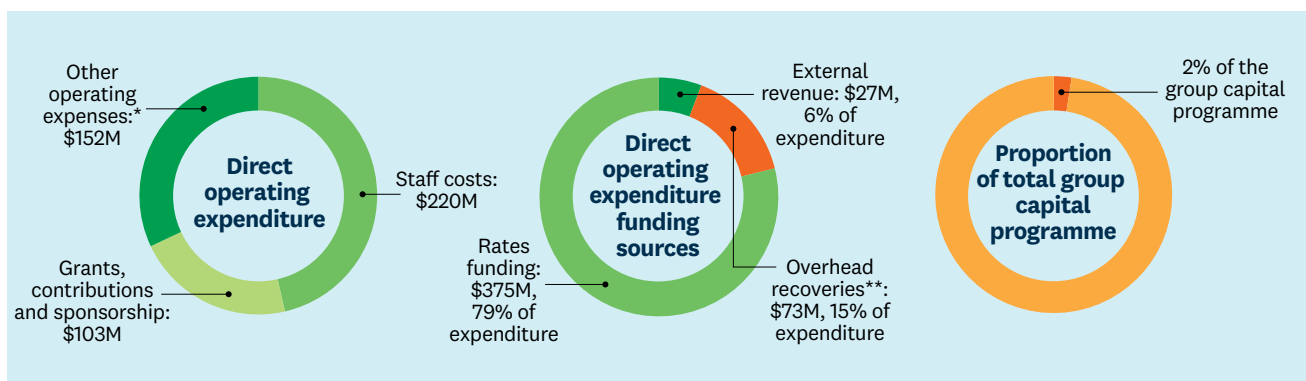 Other
operating
expenses:*
$152M
Direct
operating
expenditure
Staff costs:
$220M
Grants,
contributions
and sponsorship:
$103M
External
revenue: $27M,
6% of
expenditure
Direct
operating
expenditure
funding
sources
Rates
funding:
$375M,
79% of
expenditure
Overhead
recoveries**:
$73M, 15% of
expenditure
2% of the
group capital
programme
Proportion
of total group
capital
programme